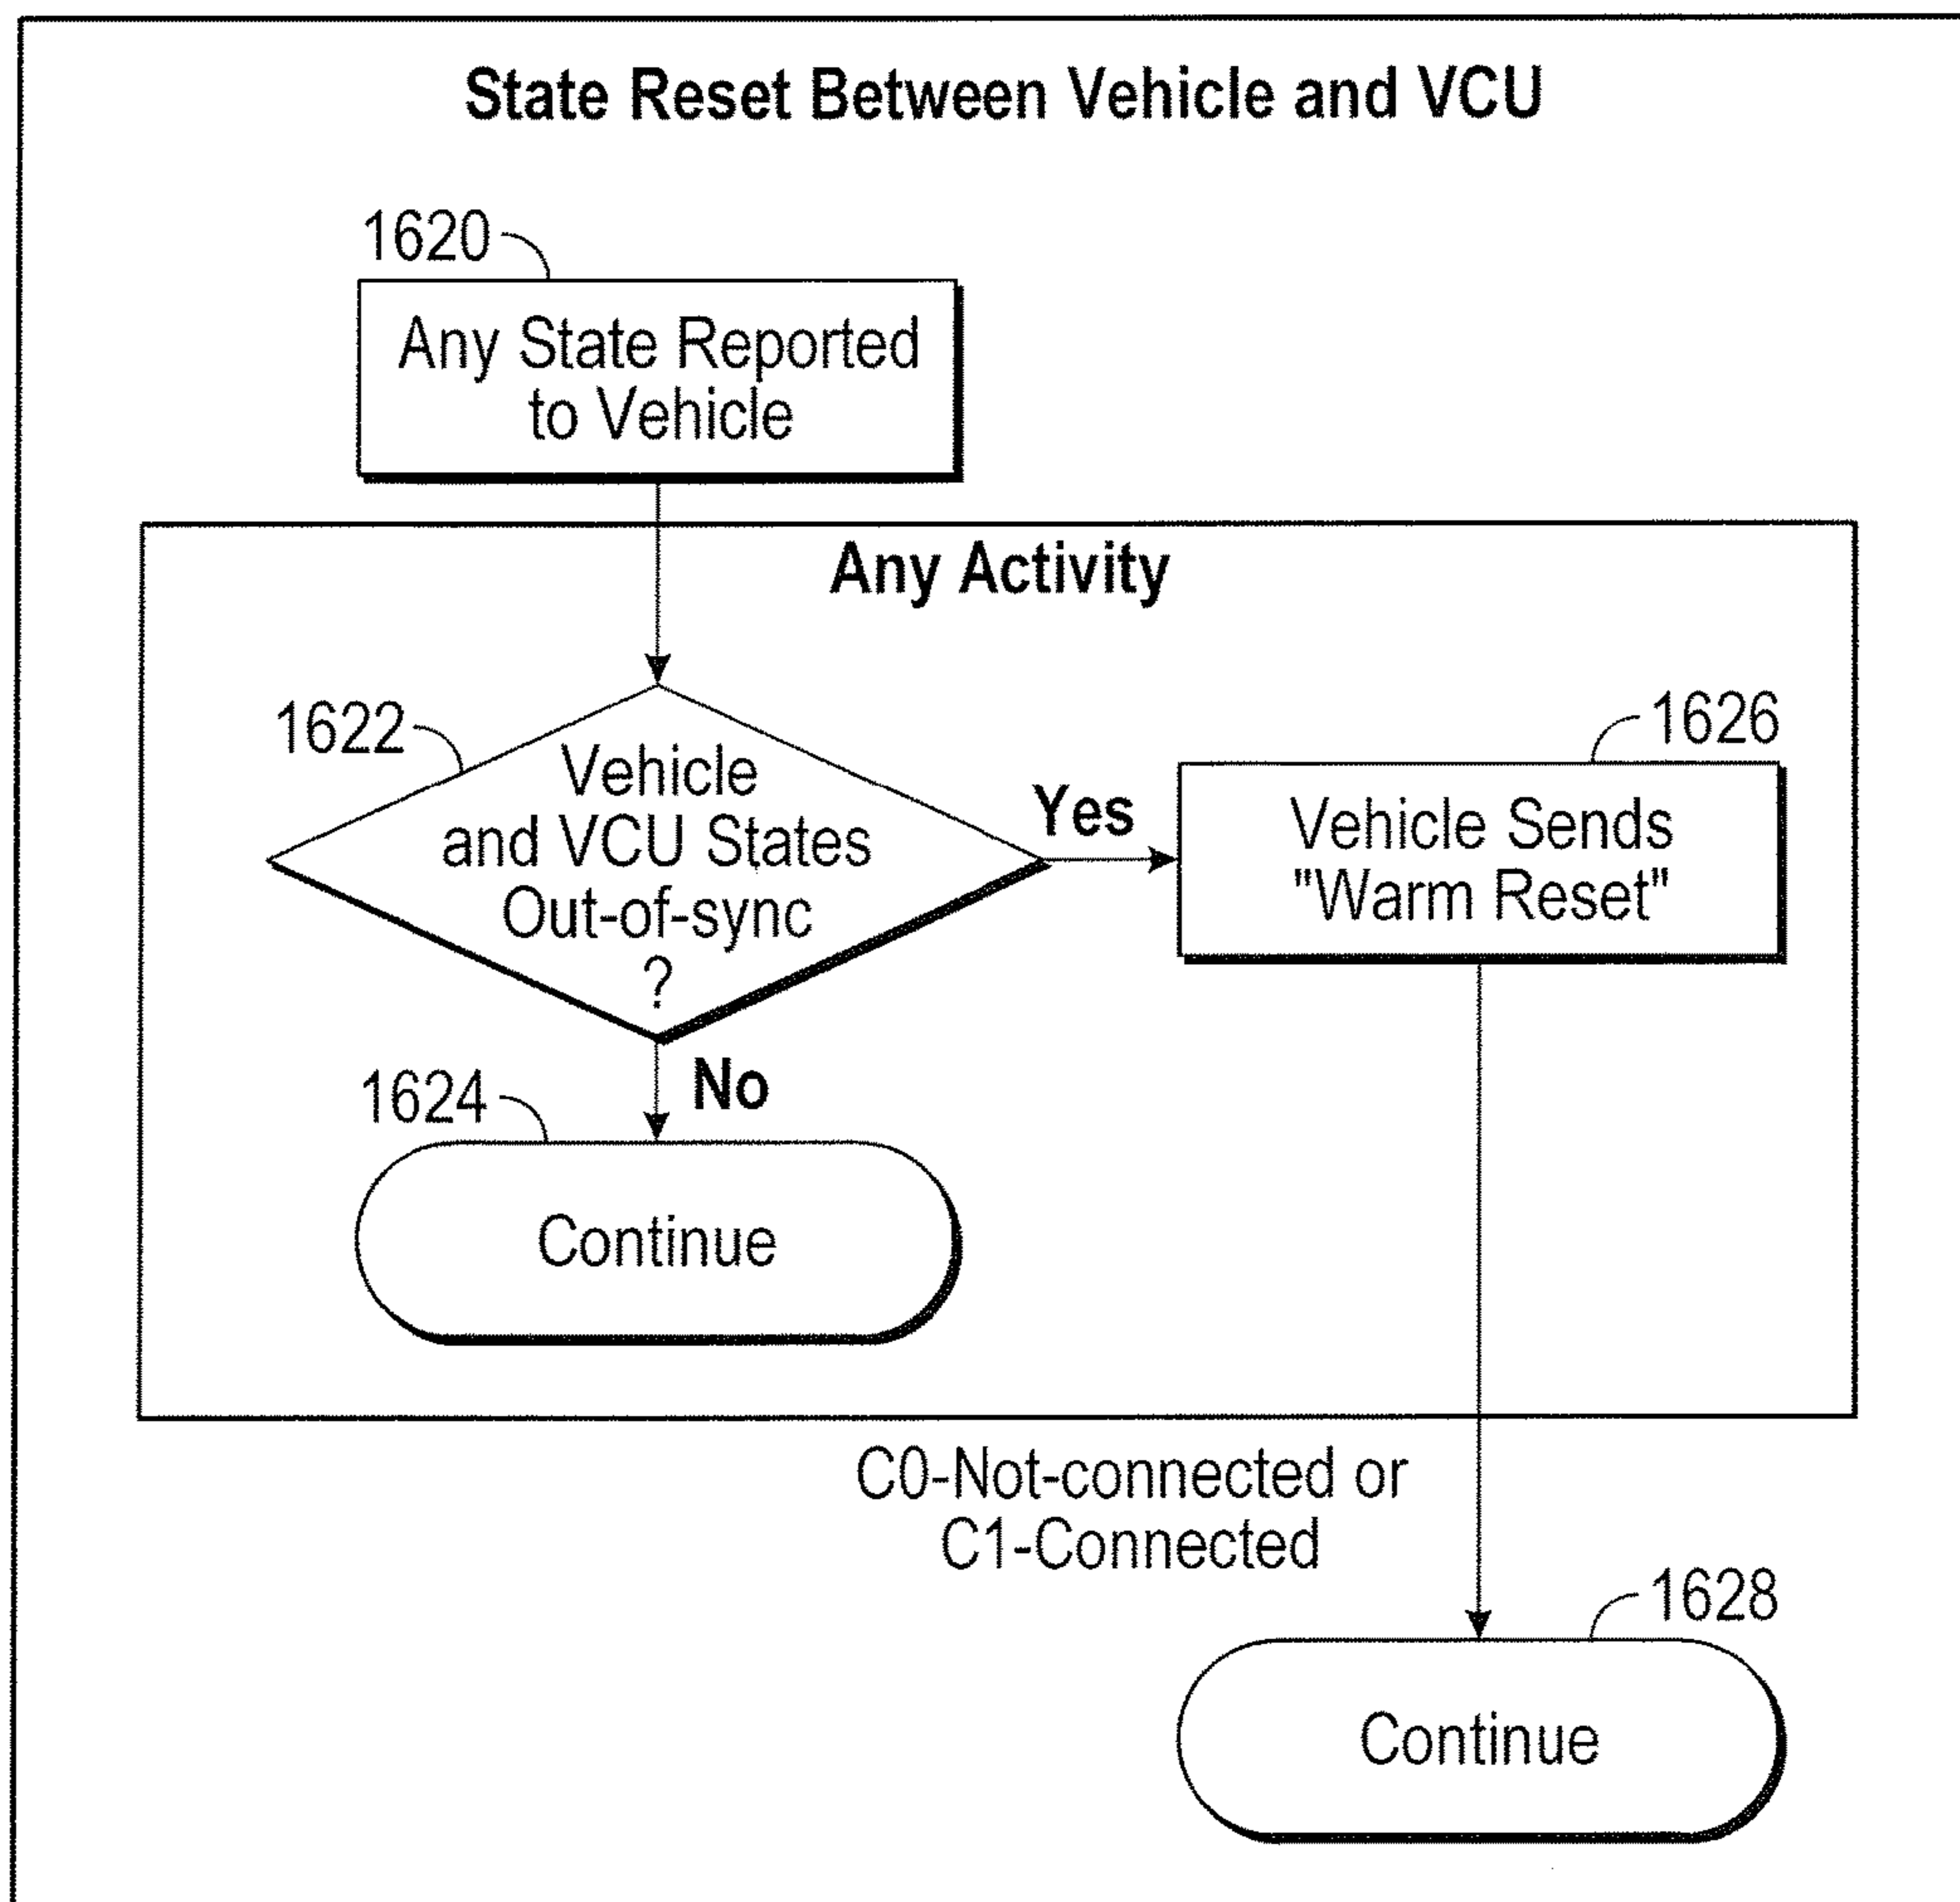 State Reset Between Vehicle and VCU
1620
Any State Reported
to Vehicle
Any Activity
1622
Vehicle
and VCU States
Out-of-sync
?
Yes
1626
Vehicle Sends
"Warm Reset"
No
1624
Continue
C0-Not-connected or
C1-Connected
1628
Continue